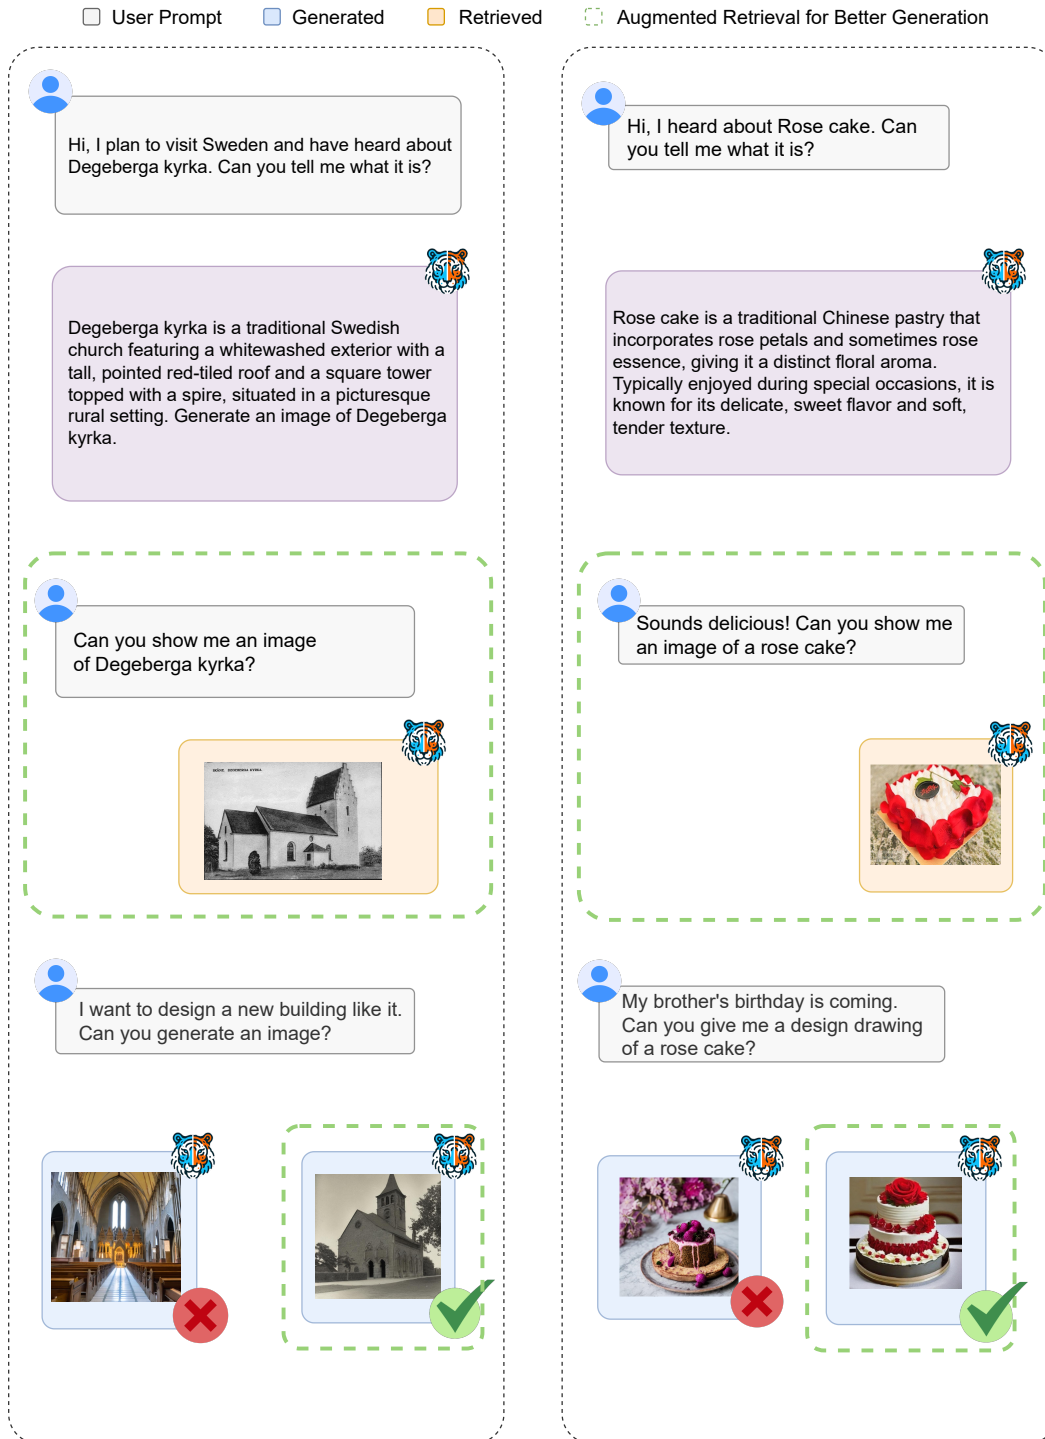 User Prompt
Generated
Retrieved
Augmented Retrieval for Better Generation
Hi, I plan to visit Sweden and have heard about
Degeberga kyrka. Can you tell me what it is?
Degeberga kyrka is a traditional Swedish
church featuring a whitewashed exterior with a
tall, pointed red-tiled roof and a square tower
topped with a spire, situated in a picturesque
rural setting. Generate an image of Degeberga
kyrka.
Can you show me an image
of Degeberga kyrka?
DEGEBERGA KYRKA
I want to design a new building like it.
Can you generate an image?
Hi, I heard about Rose cake. Can
you tell me what it is?
Rose cake is a traditional Chinese pastry that
incorporates rose petals and sometimes rose
essence, giving it a distinct floral aroma.
Typically enjoyed during special occasions, it is
known for its delicate, sweet flavor and soft,
tender texture.
Sounds delicious! Can you show me
an image of a rose cake?
My brother's birthday is coming.
Can you give me a design drawing
of a rose cake?